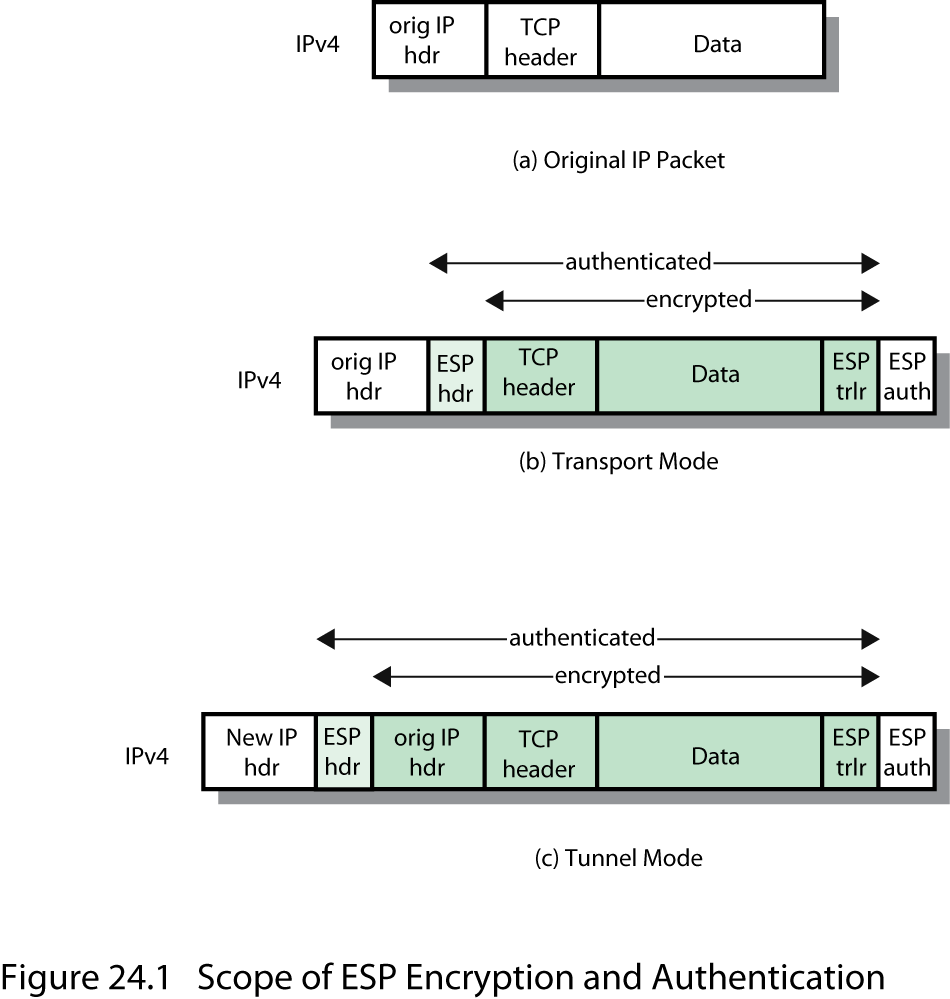 IPv4
orig IP
hdr
TCP
header
Data
(a) Original IP Packet
authenticated
encrypted
IPv4
orig IP
hdr
ESP
hdr
TCP
header
Data
ESP
trlr
ESP
auth
(b) Transport Mode
authenticated
encrypted
IPv4
New IP
hdr
ESP
hdr
orig IP
hdr
TCP
header
Data
ESP
trlr
ESP
auth
(c) Tunnel Mode
Figure 24.1 Scope of ESP Encryption and Authentication